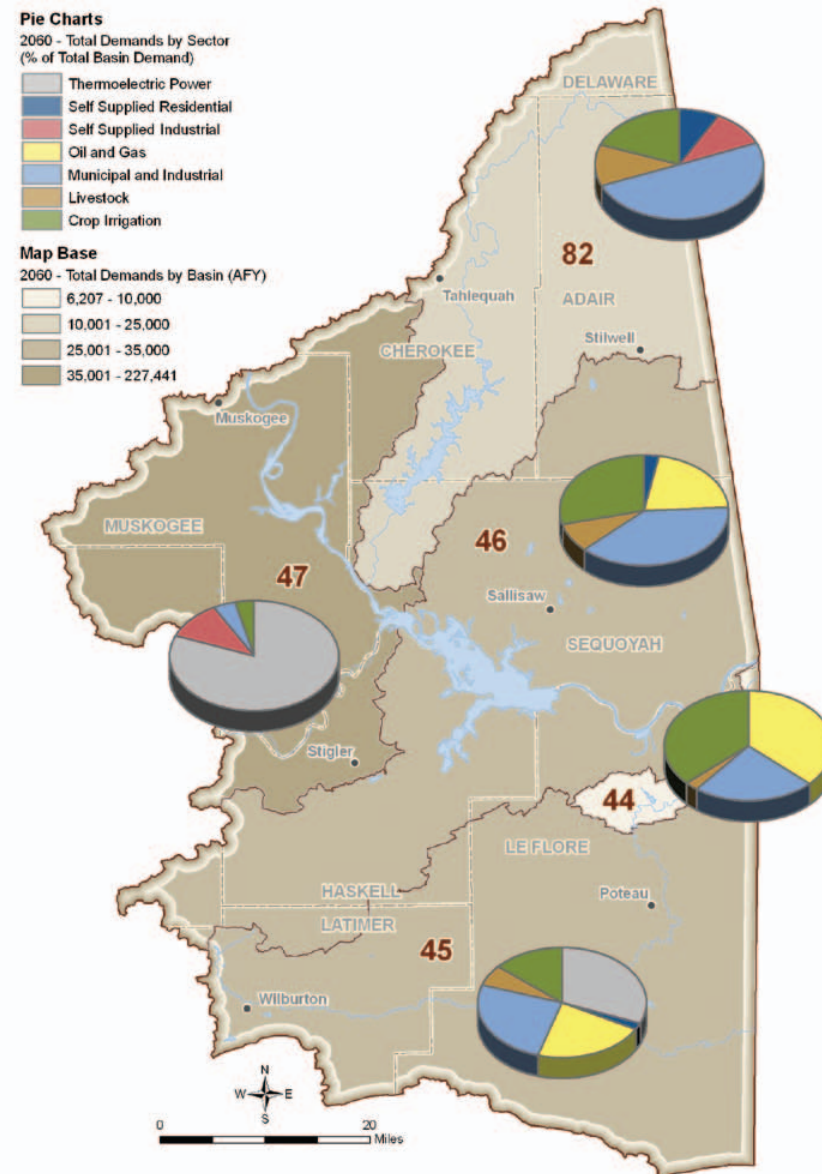 Pie Charts
2060 - Total Demands by Sector
(% of Total Basin Demand)
Thermoelectric Power
Self Supplied Residential
Self Supplied Industrial
Oil and Gas
Municipal and Industrial
Livestock
Crop Irrigation
Map Base
2060 - Total Demands by Basin (AFY)
6,207 - 10,000
10,001 - 25,000
25,001 - 35,000
35,001 - 227,441
DELAWARE
82
Tahlequah
ADAIR
Stilwell
CHEROKEE
Muskogee
MUSKOGEE
46
47
Sallisaw
SEQUOYAH
Stigler
44
LE FLORE
HASKELL
Poteau
LATIMER
45
Wilburton
N
W E
S
0 20
Miles